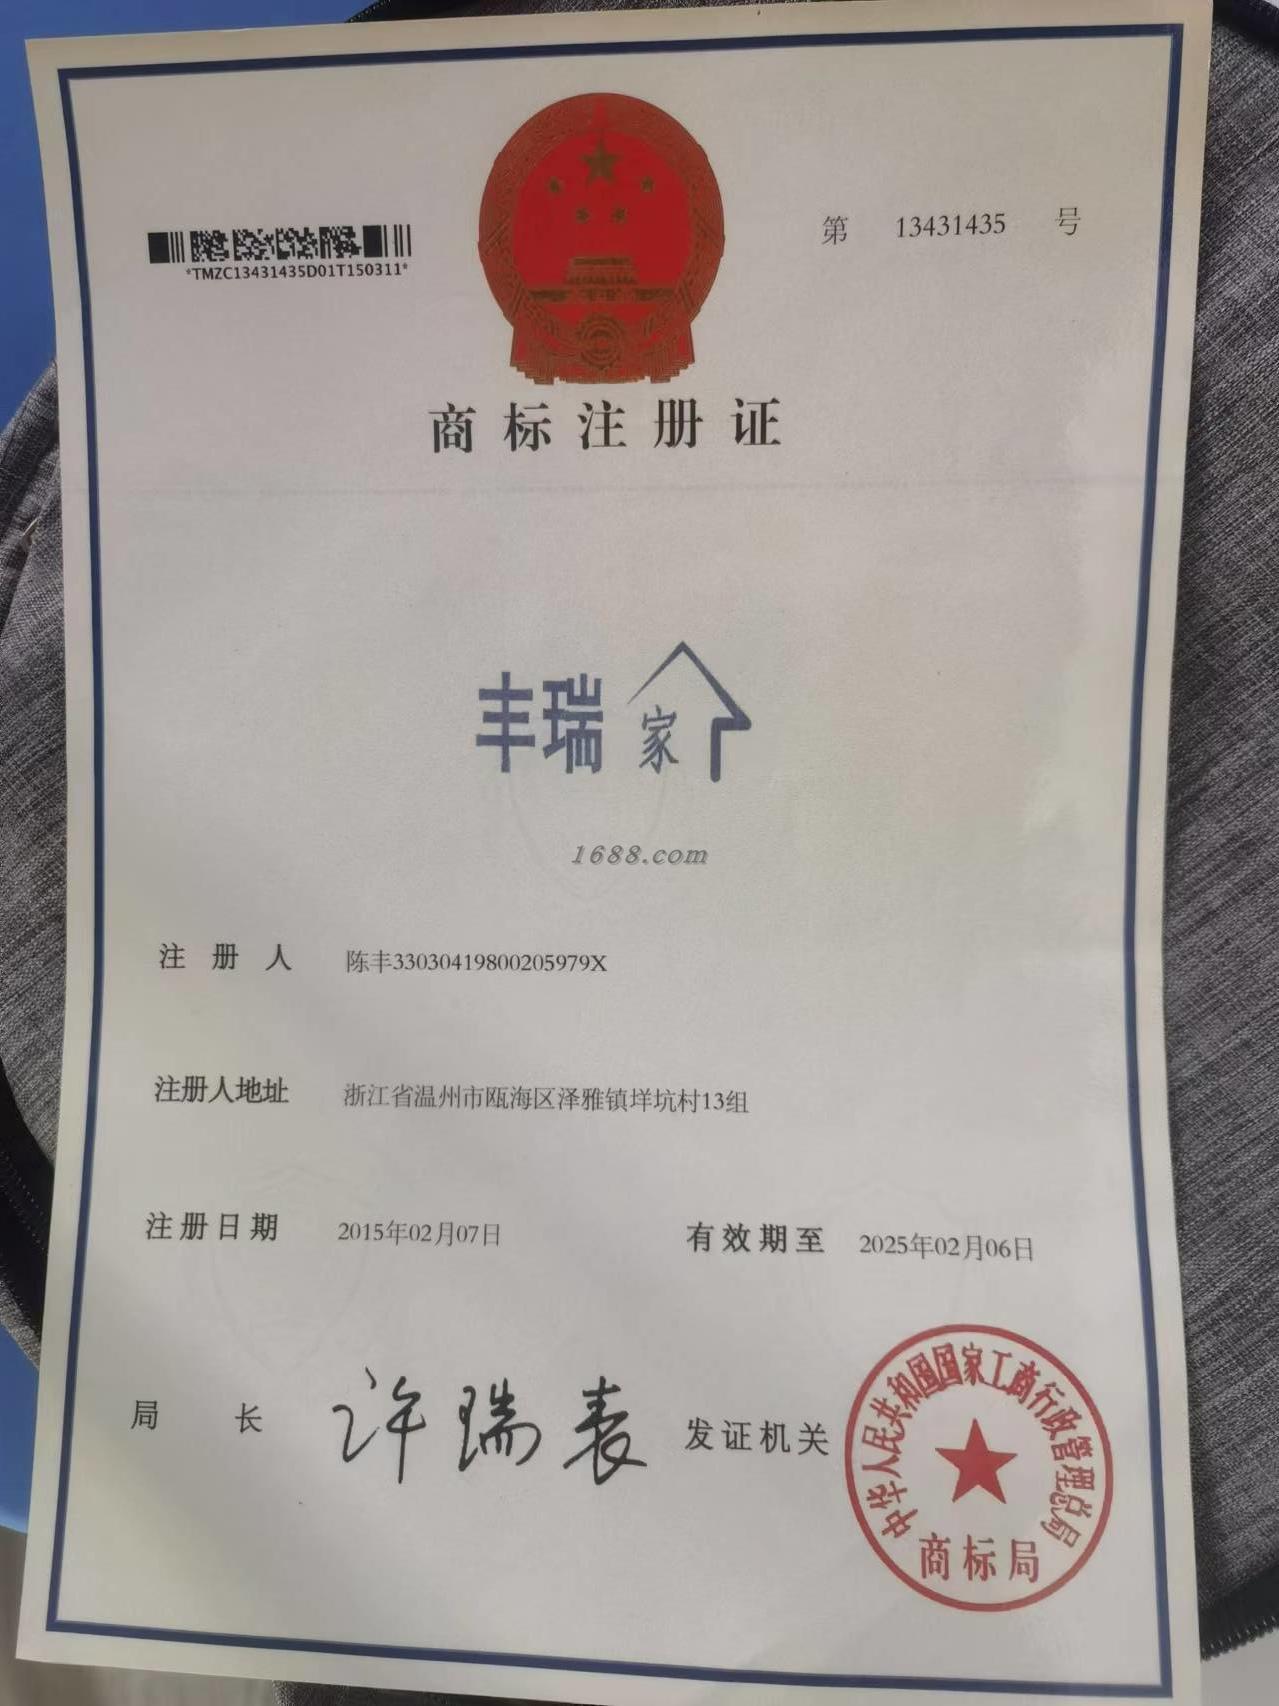 第 13431435 号
*TMZC13431435D01T150311*
商标注册证
丰瑞家
1688.com
注册人 陈丰33030419800205979X
注册人地址 浙江省温州市瓯海区泽雅镇垟坑村13组
注册日期 2015年02月07日 有效期至 2025年02月06日
局长 许瑞表 发证机关
中华人民共和国国家工商行政管理总局
商标局